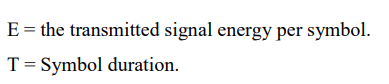 E = the transmitted signal energy per symbol.
T = Symbol duration.